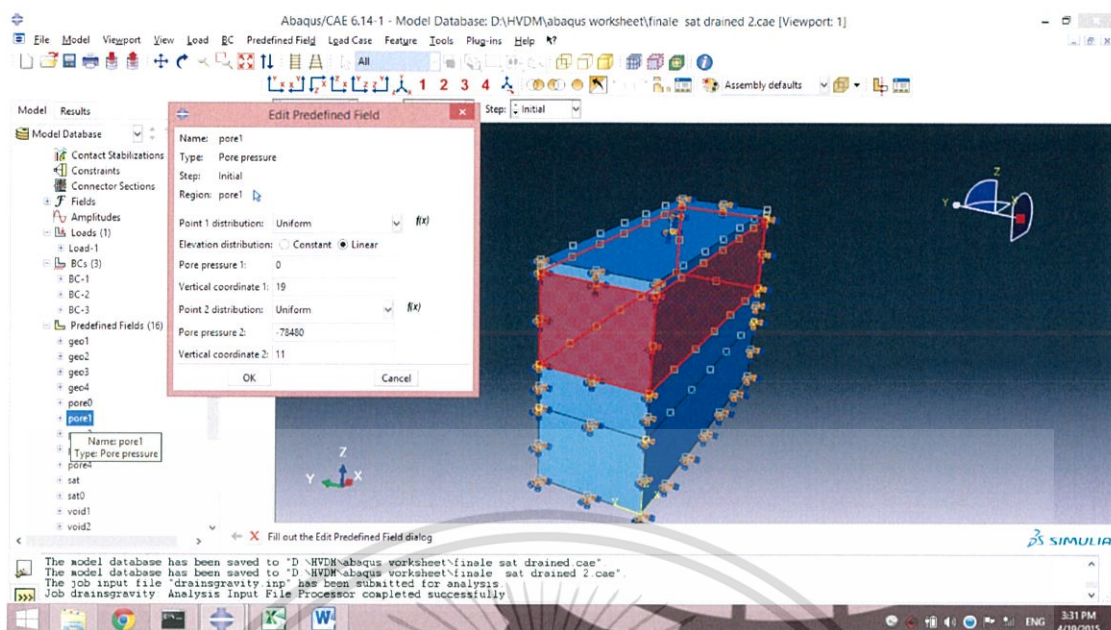 Abaqus/CAE 6.14-1 - Model Database: D:\HVDM\abaqus worksheet\finale sat drained 2.cae [Viewport: 1]
File Model Viewport View Load BC Predefined Field Load Case Feature Tools Plug-ins Help
All
1 2 3 4 Assembly defaults
Model Results Step: Initial
Model Database
Contact Stabilizations
Constraints
Connector Sections
Fields
Amplitudes
Loads (1)
Load-1
BCs (3)
BC-1
BC-2
BC-3
Predefined Fields (16)
geo1
geo2
geo3
geo4
pore0
pore1
Name: pore1
Type: Pore pressure
pore4
sat
sat0
void1
void2
Edit Predefined Field
Name: pore1
Type: Pore pressure
Step: Initial
Region: pore1
Point 1 distribution: Uniform f(x)
Elevation distribution: Constant Linear
Pore pressure 1: 0
Vertical coordinate 1: 19
Point 2 distribution: Uniform f(x)
Pore pressure 2: -78480
Vertical coordinate 2: 11
OK Cancel
Z
Y
Z
Y X
Fill out the Edit Predefined Field dialog
SIMULIA
The model database has been saved to "D:\HVDM\abaqus worksheet\finale sat drained.cae".
The model database has been saved to "D:\HVDM\abaqus worksheet\finale sat drained 2.cae".
The job input file "drainsgravity.inp" has been submitted for analysis.
Job drainsgravity: Analysis Input File Processor completed successfully
ENG 3:31 PM
4/19/2015